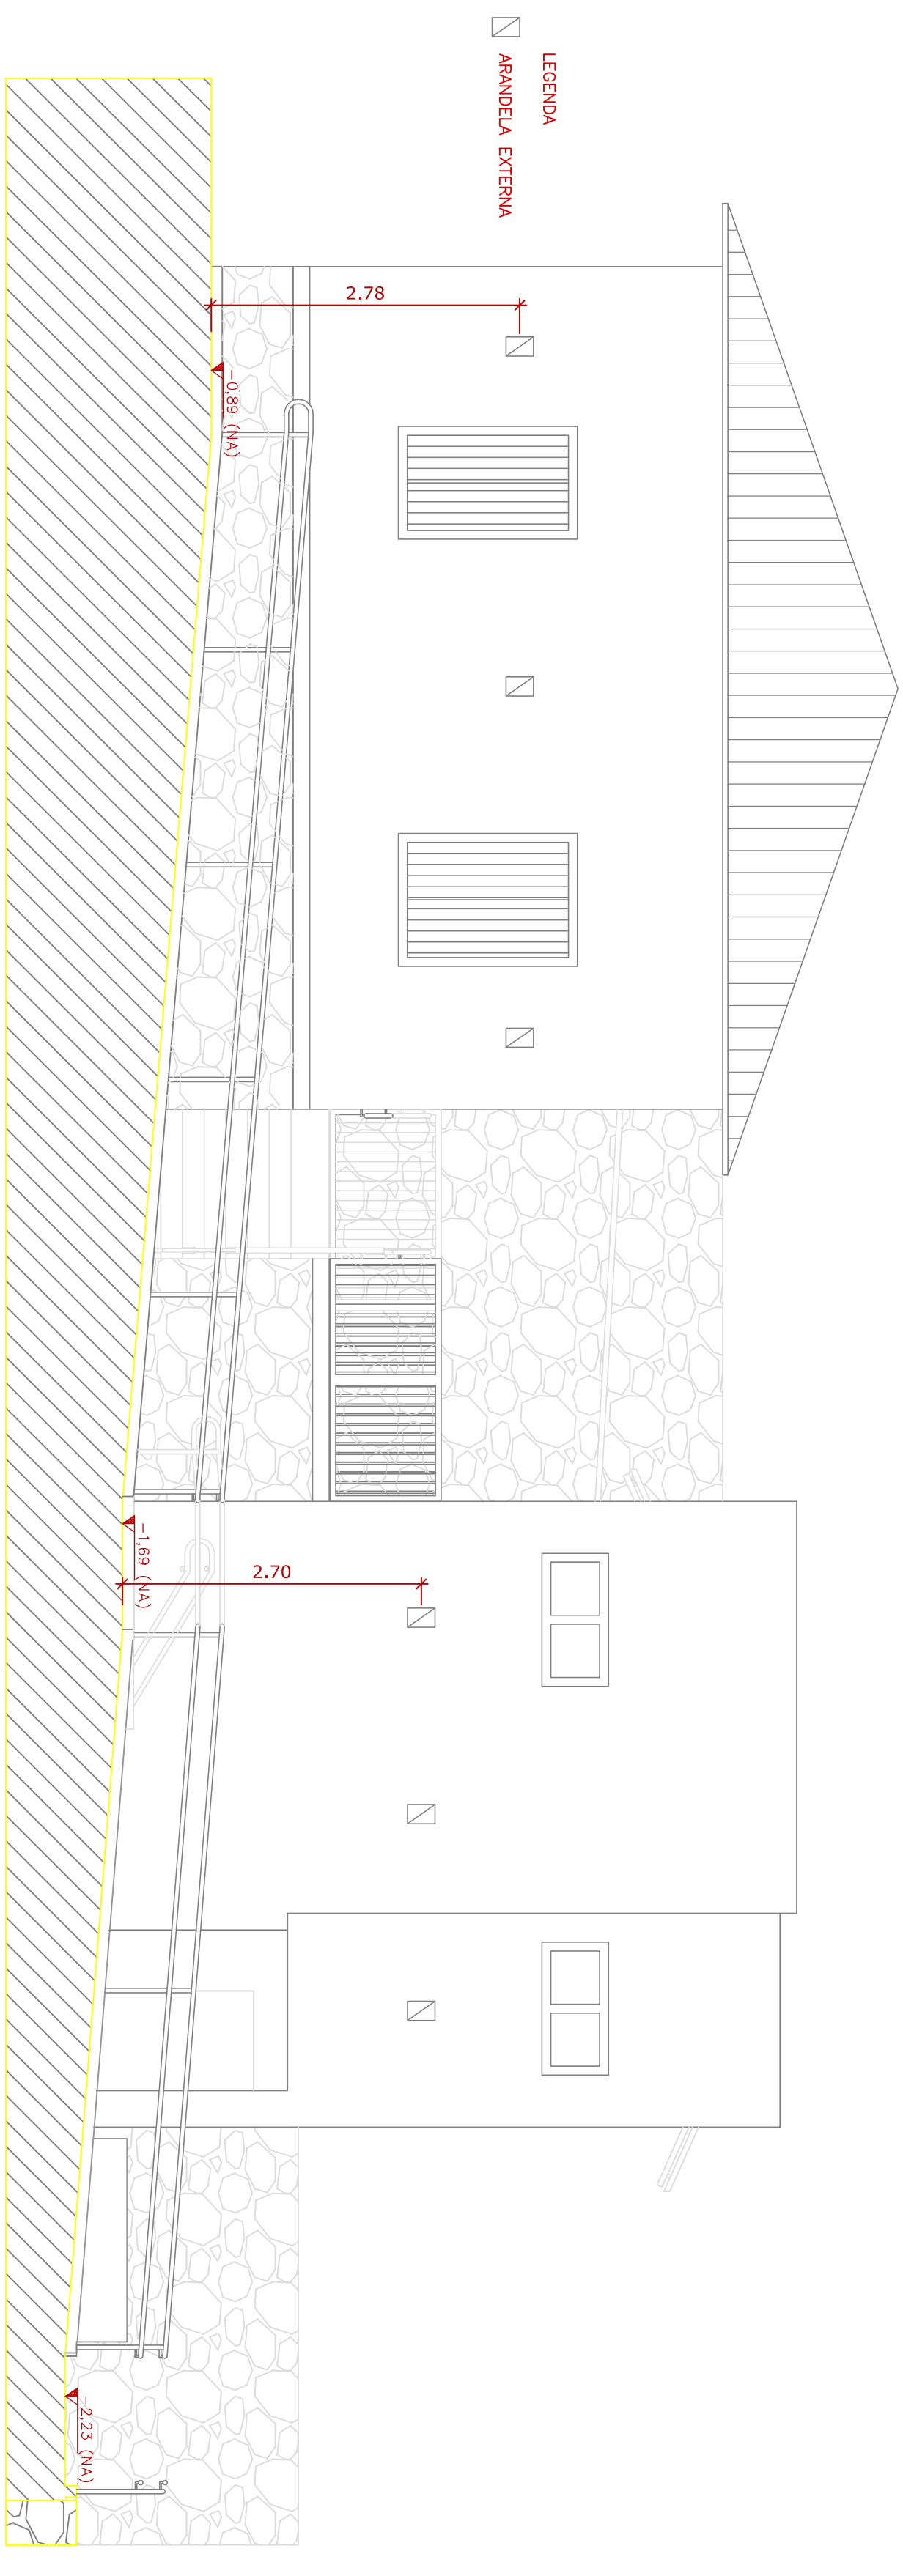 LEGENDA
ARANDELA EXTERNA
2.78
-0,89 (NA)
-1,69 (NA)
2.70
-2,23 (NA)